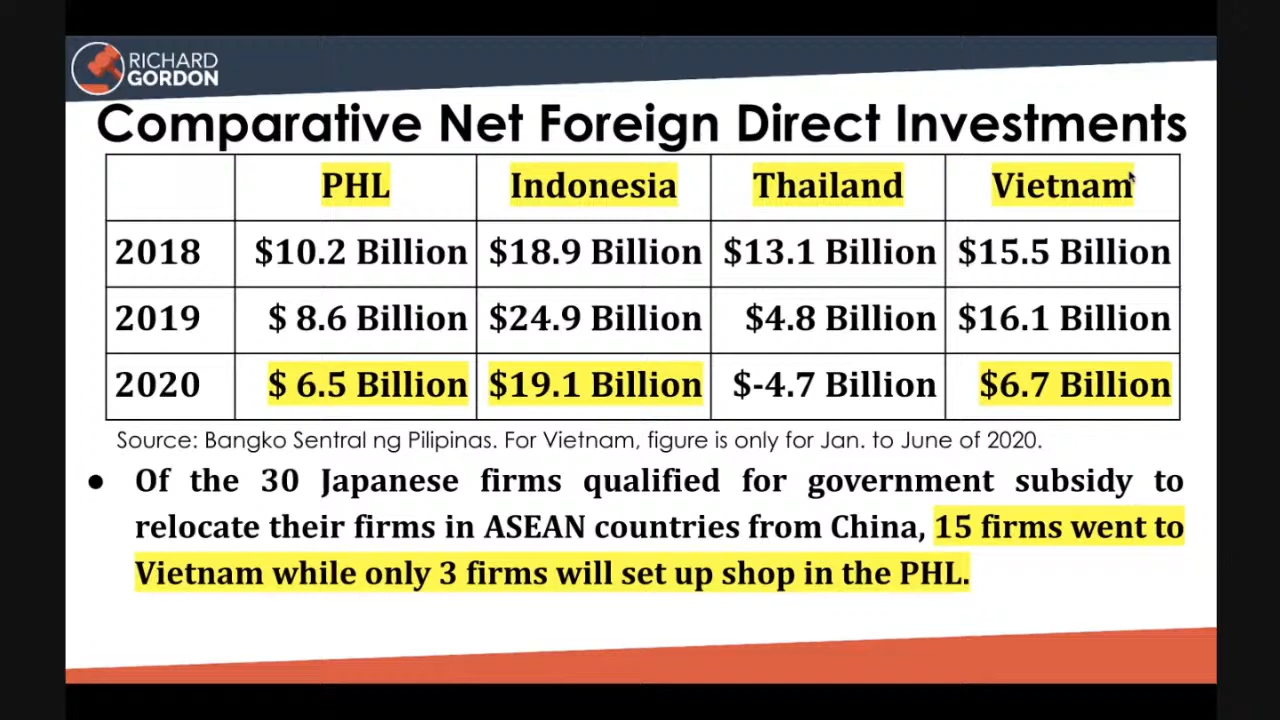 RICHARD
GORDON
Comparative Net Foreign Direct Investments
PHL Indonesia Thailand Vietnam
2018 $10.2 Billion $18.9 Billion $13.1 Billion $15.5 Billion
2019 $ 8.6 Billion $24.9 Billion $4.8 Billion $16.1 Billion
2020 $ 6.5 Billion $19.1 Billion $-4.7 Billion $6.7 Billion
Source: Bangko Sentral ng Pilipinas. For Vietnam, figure is only for Jan. to June of 2020.
● Of the 30 Japanese firms qualified for government subsidy to
relocate their firms in ASEAN countries from China, 15 firms went to
Vietnam while only 3 firms will set up shop in the PHL.